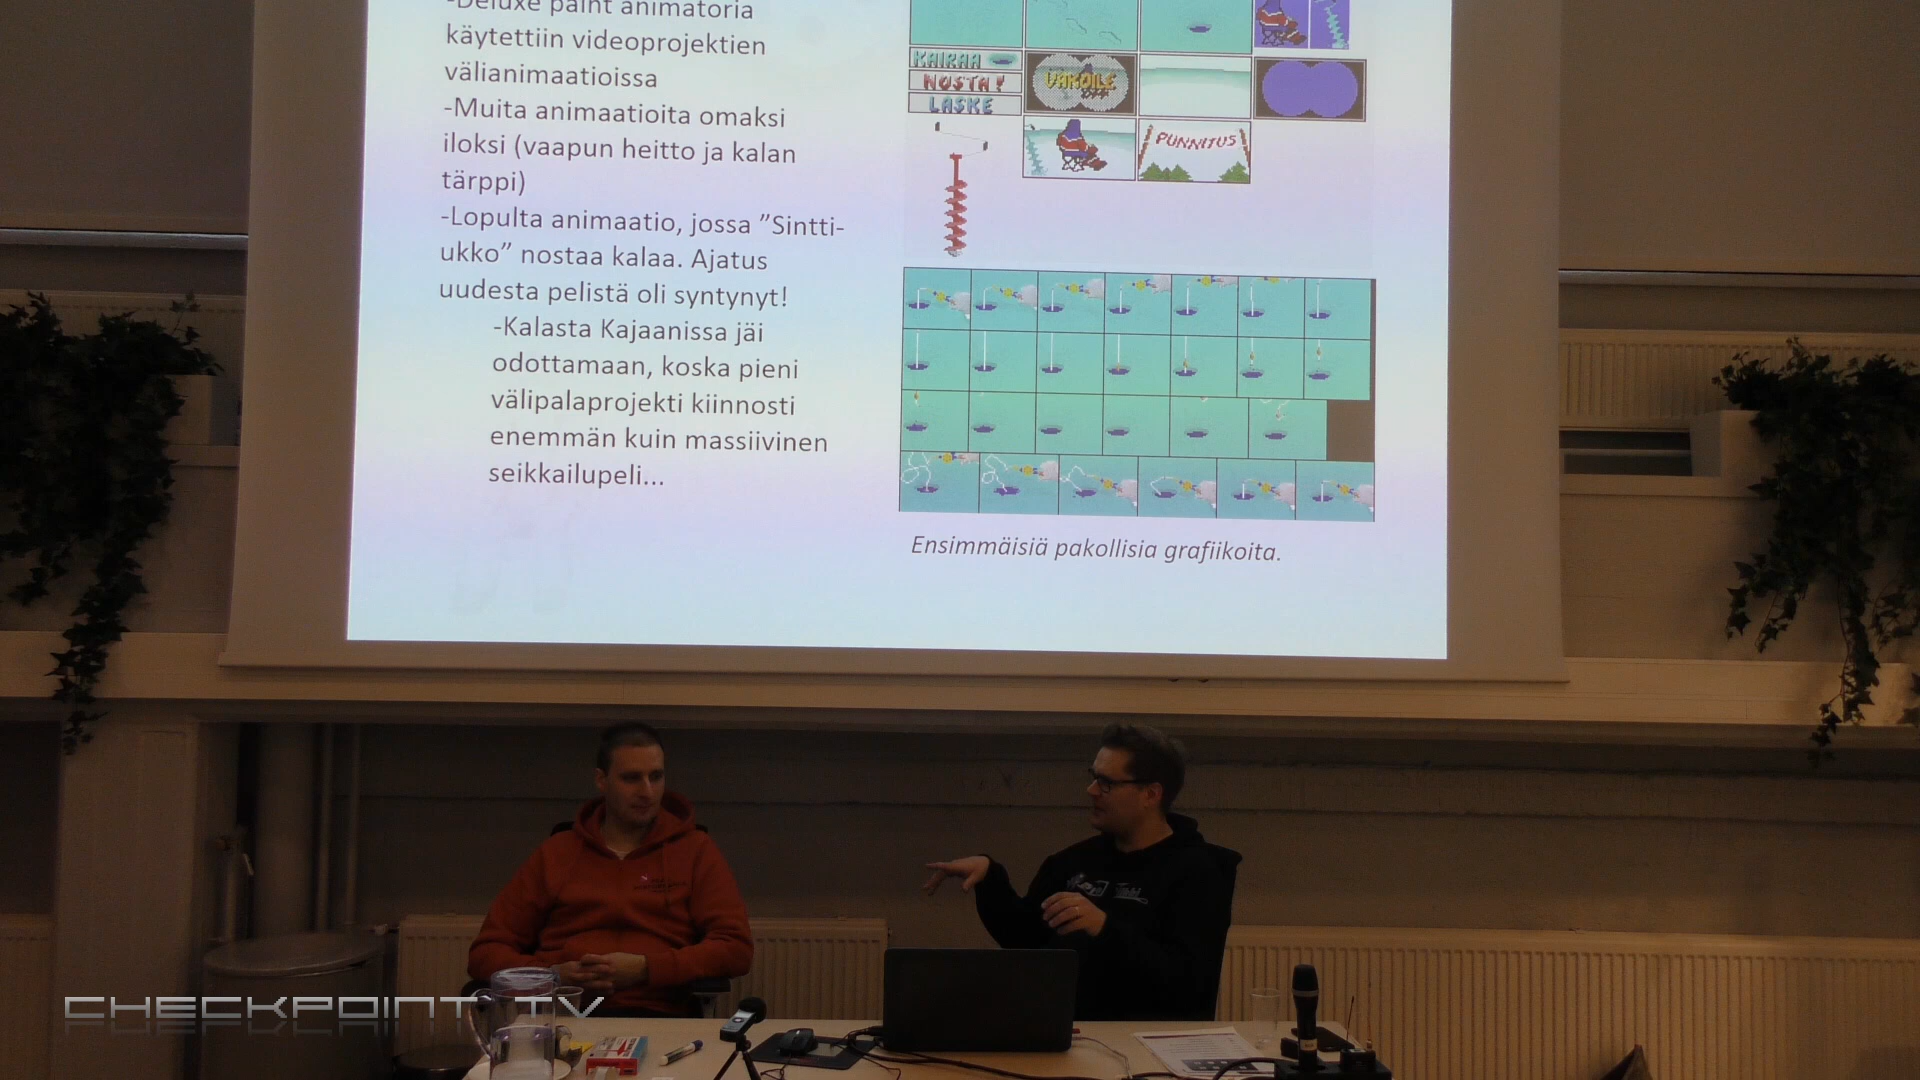 -Deluxe paint animatoria
käytettiin videoprojektien
välianimaatioissa
-Muita animaatioita omaksi
iloksi (vaapun heitto ja kalan
tärppi)
-Lopulta animaatio, jossa ”Sintti-
ukko” nostaa kalaa. Ajatus
uudesta pelistä oli syntynyt!
-Kalasta Kajaanissa jäi
odottamaan, koska pieni
välipalaprojekti kiinnosti
enemmän kuin massiivinen
seikkailupeli...
KAIRAA
NOSTA!
LASKE
VAKOILE
PUNNITUS
Ensimmäisiä pakollisia grafiikoita.
CHECKPOINT TV